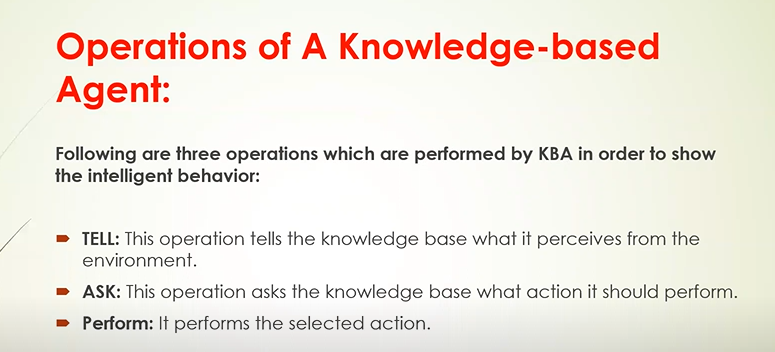 Operations of A Knowledge-based
Agent:
Following are three operations which are performed by KBA in order to show
the intelligent behavior:
TELL: This operation tells the knowledge base what it perceives from the
environment.
ASK: This operation asks the knowledge base what action it should perform.
Perform: It performs the selected action.